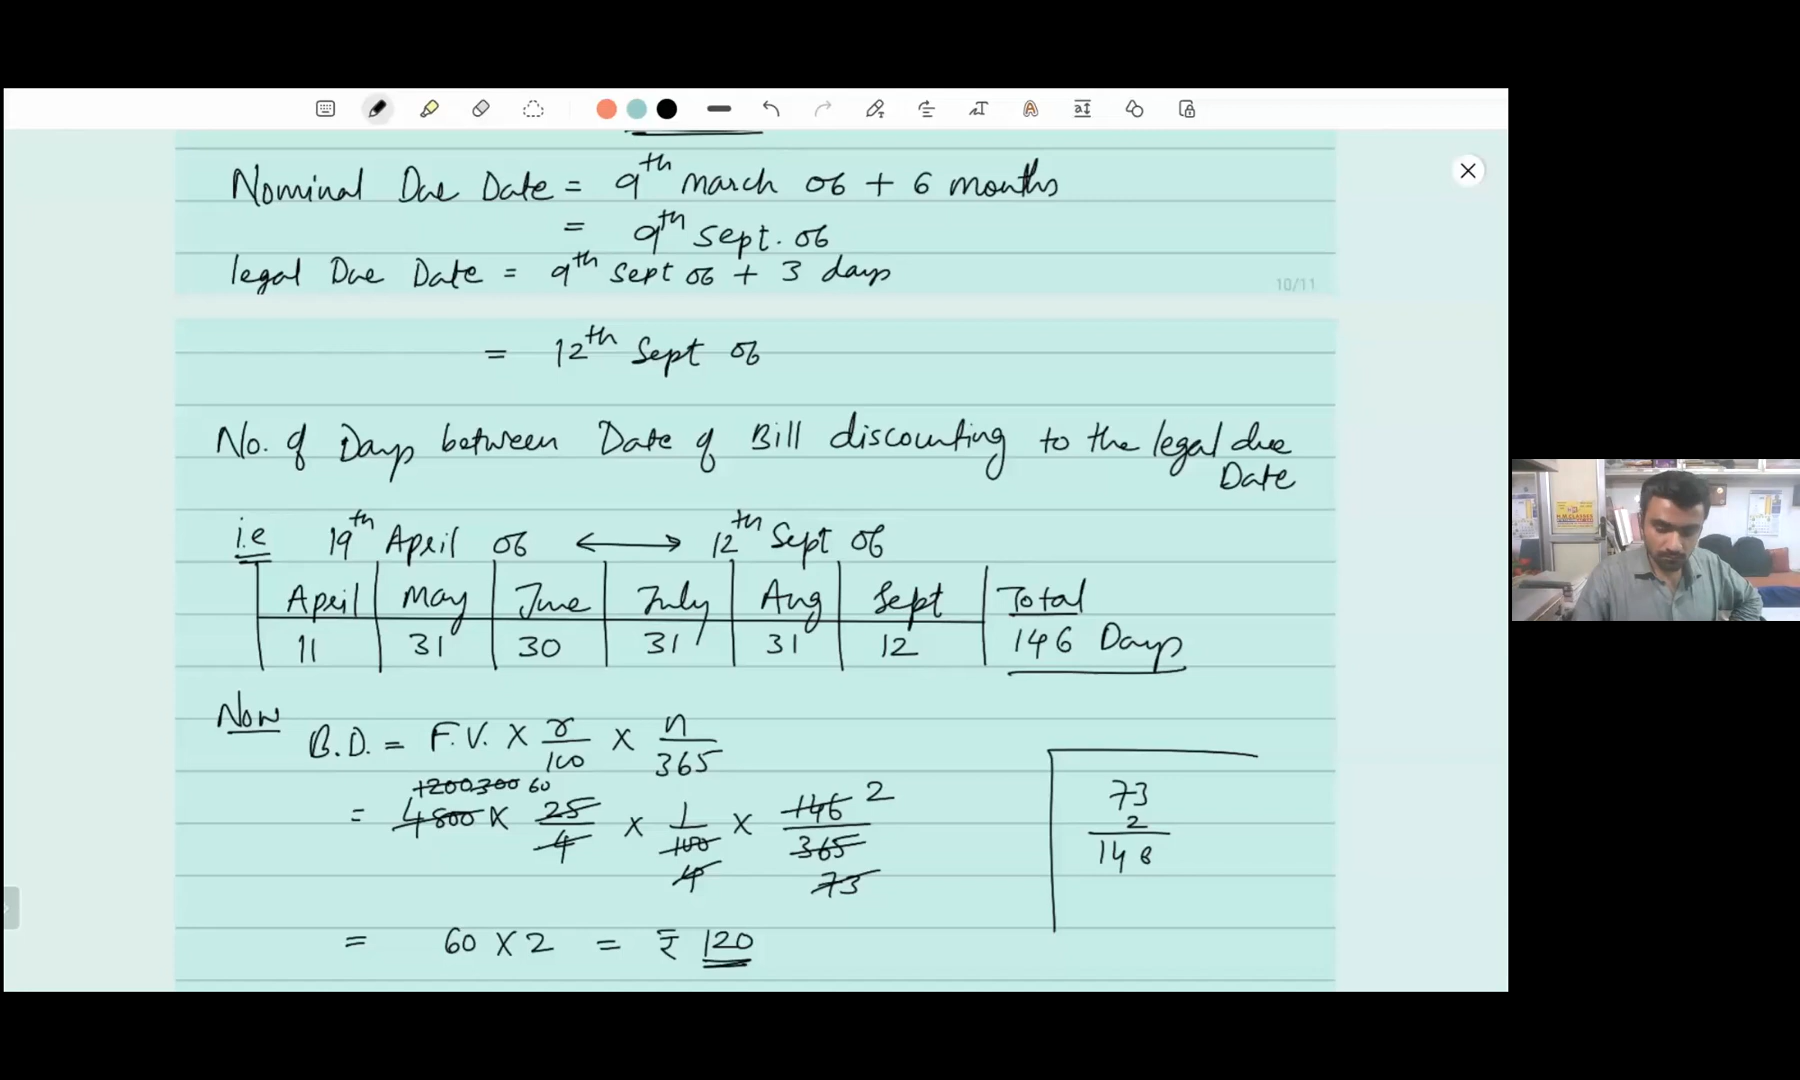 Nominal Due Date = 9th march 06 + 6 months
= 9th sept. 06
legal Due Date = 9th sept 06 + 3 days
10/11
= 12th Sept 06
No. of Days between Date of Bill discounting to the legal due
Date
i.e 19th April 06 ⟷ 12th Sept 06
April May June July Aug Sept Total
11 31 30 31 31 12 146 Days
Now
B.D. = F.V. × r/100 × n/365
1200 300 60
= 4800 × 25/4 × 1/100 × 146/365 2
4 73
= 60 × 2 = ₹ 120
73
2
146